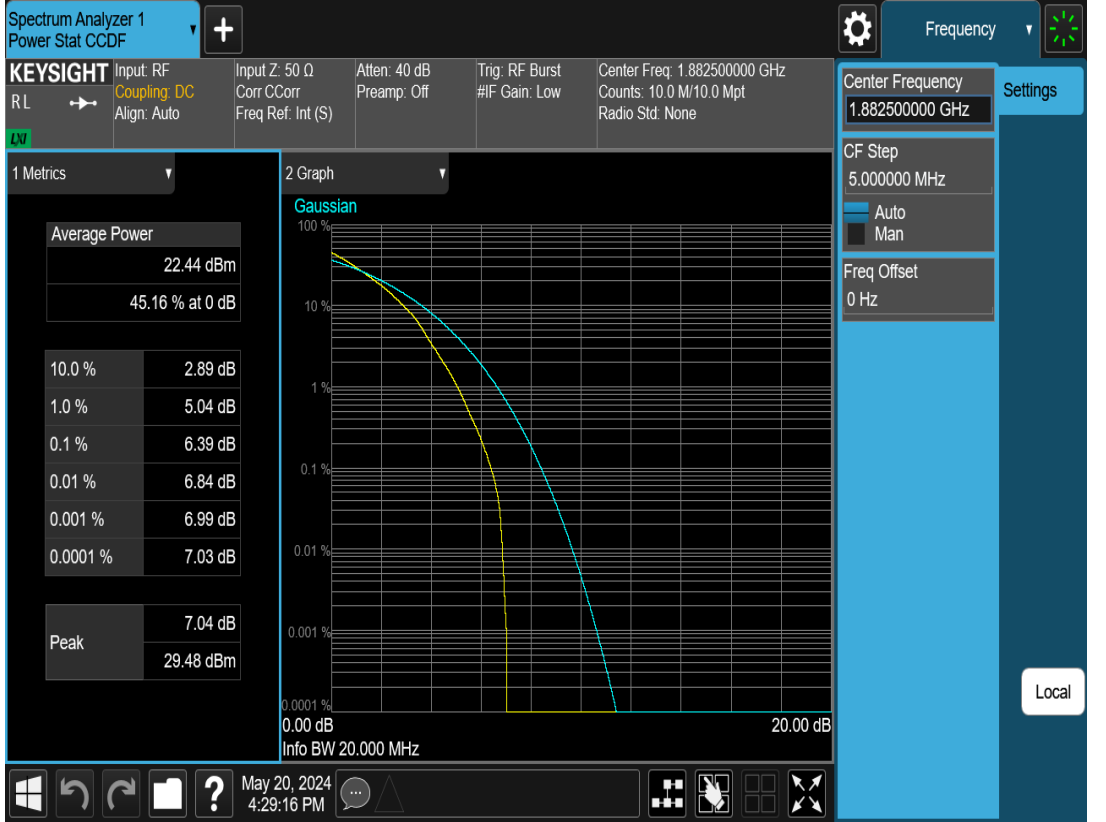 Spectrum Analyzer 1
Power Stat CCDF
Frequency
KEYSIGHT
RL
LXI
Input: RF
Coupling: DC
Align: Auto
Input Z: 50 Ω
Corr CCorr
Freq Ref: Int (S)
Atten: 40 dB
Preamp: Off
Trig: RF Burst
#IF Gain: Low
Center Freq: 1.882500000 GHz
Counts: 10.0 M/10.0 Mpt
Radio Std: None
Center Frequency
1.882500000 GHz
Settings
CF Step
5.000000 MHz
Auto
Man
Freq Offset
0 Hz
1 Metrics
Average Power
22.44 dBm
45.16 % at 0 dB
10.0 % 2.89 dB
1.0 % 5.04 dB
0.1 % 6.39 dB
0.01 % 6.84 dB
0.001 % 6.99 dB
0.0001 % 7.03 dB
Peak
7.04 dB
29.48 dBm
2 Graph
Gaussian
100 %
10 %
1 %
0.1 %
0.01 %
0.001 %
0.0001 %
0.00 dB 20.00 dB
Info BW 20.000 MHz
Local
?
May 20, 2024
4:29:16 PM